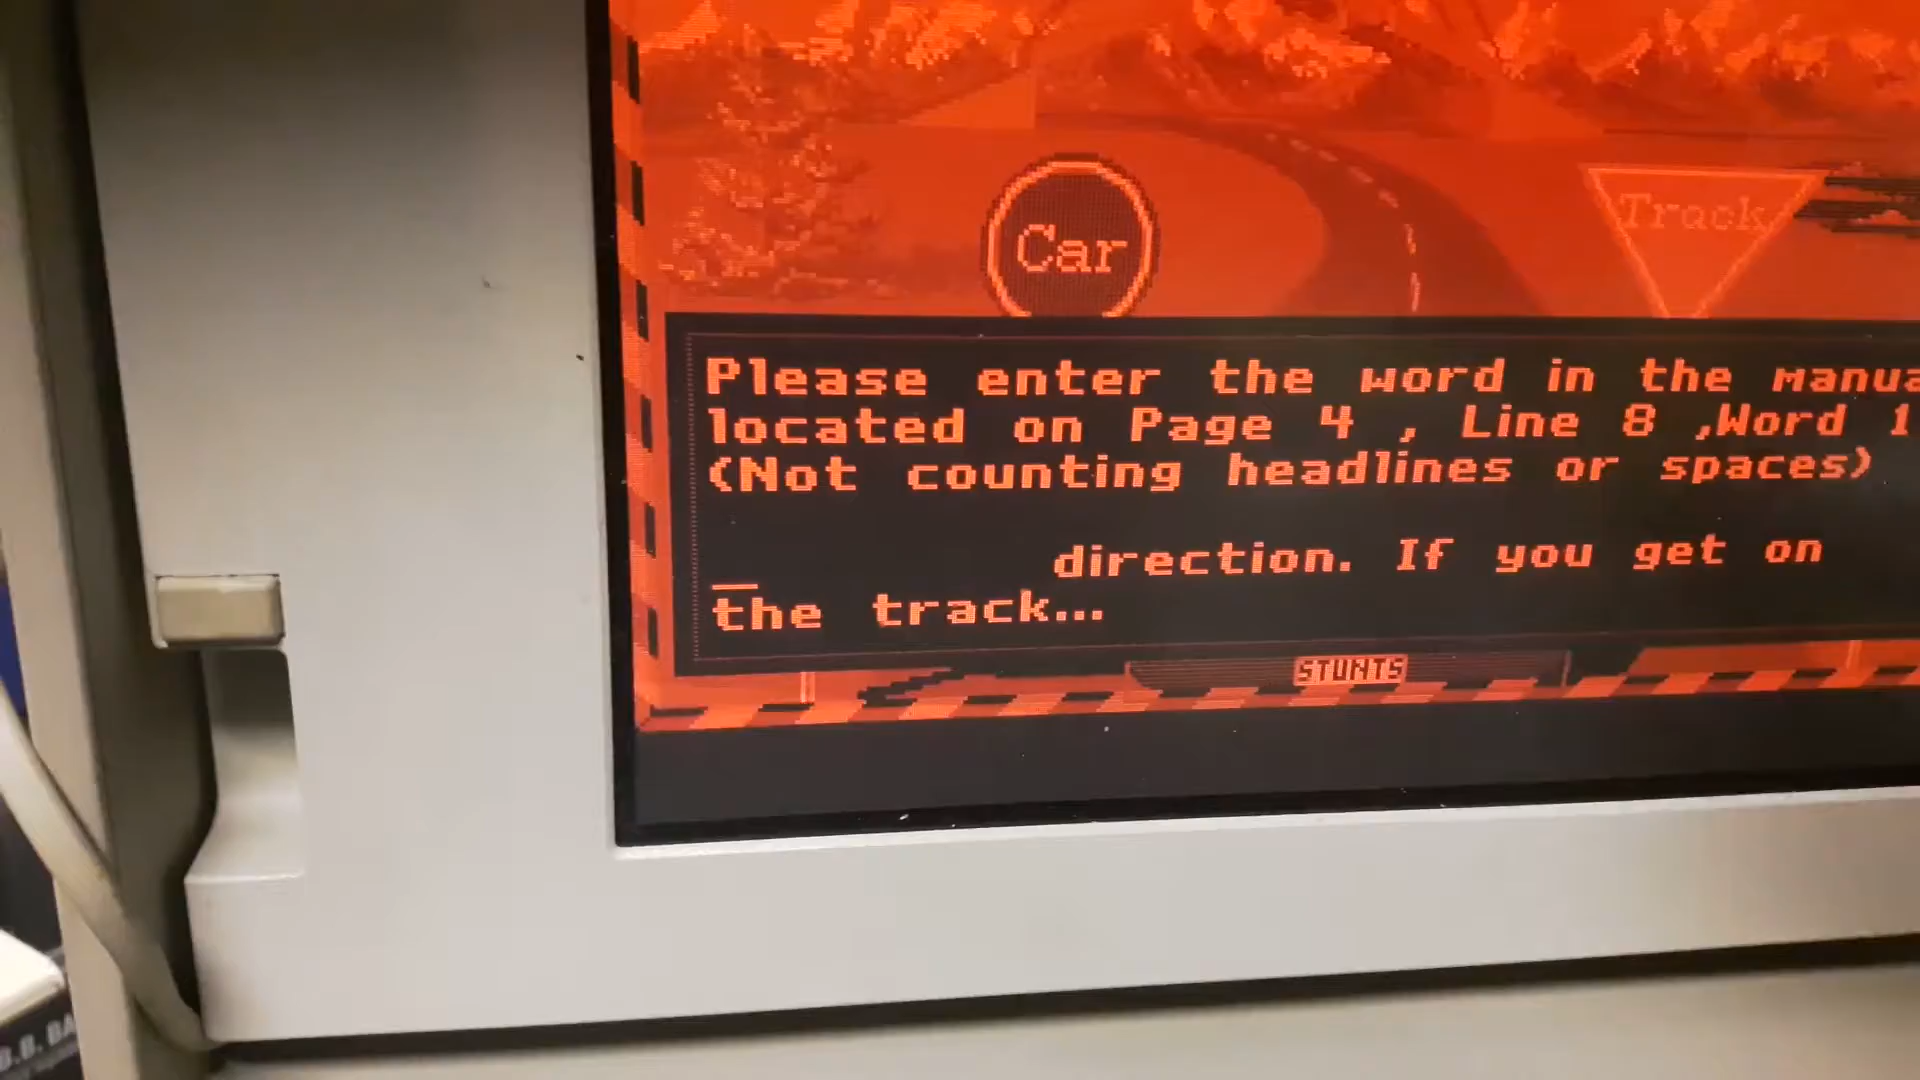 Car
Track
Please enter the word in the manua
located on Page 4 , Line 8 ,Word 1
(Not counting headlines or spaces)
_ direction. If you get on
the track...
STUNTS
B.B. BA